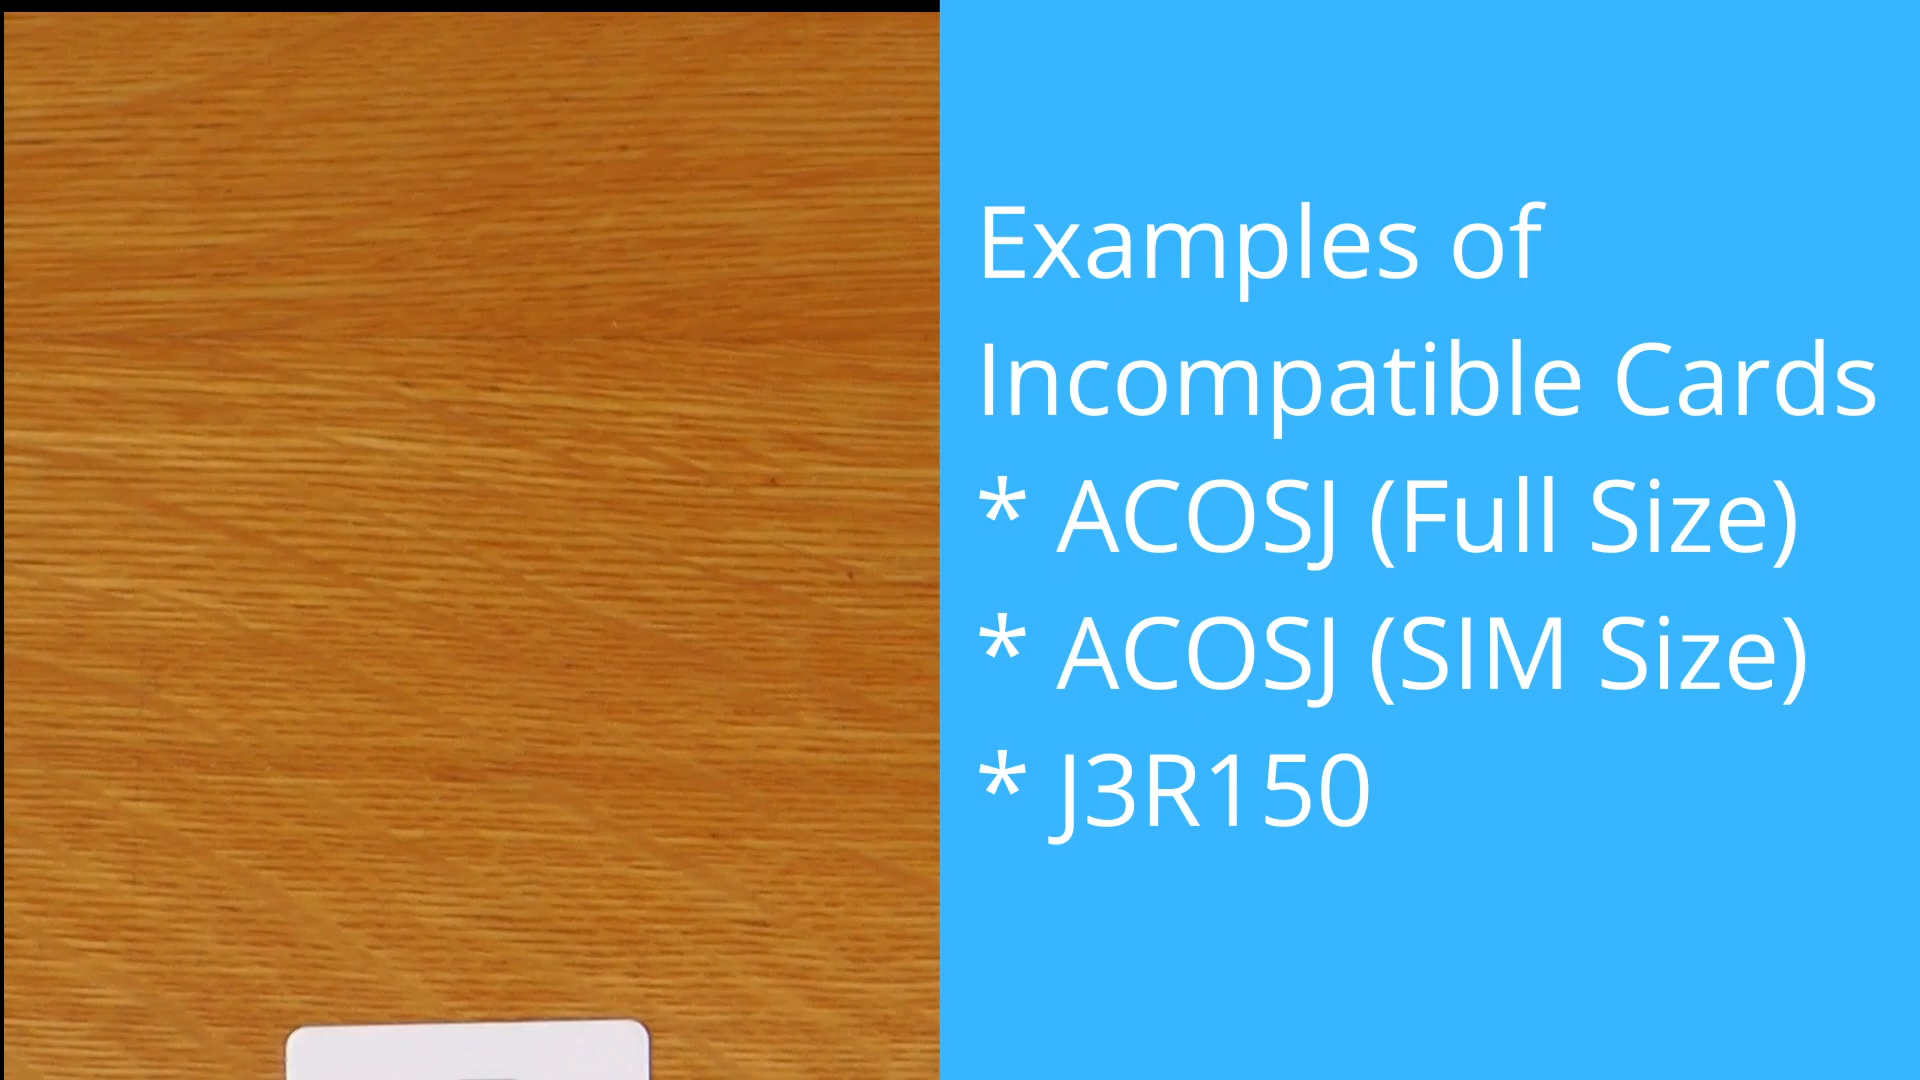 Examples of
Incompatible Cards
* ACOSJ (Full Size)
* ACOSJ (SIM Size)
* J3R150